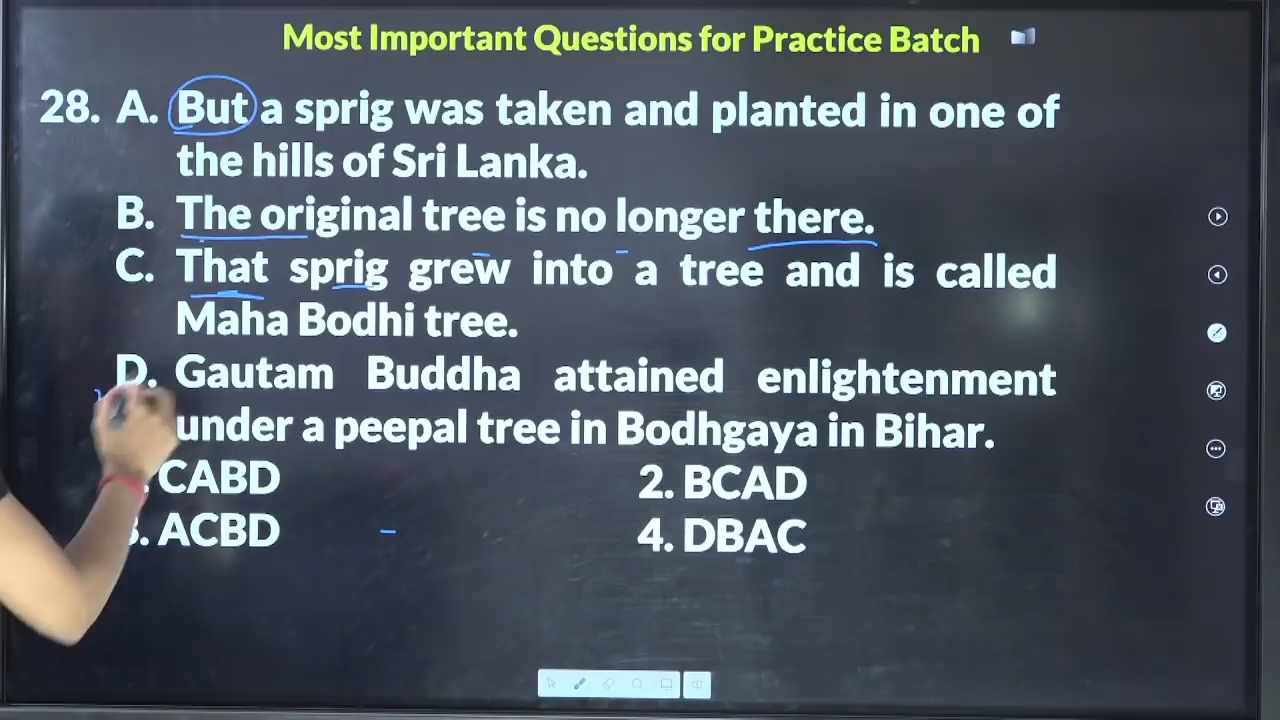 Most Important Questions for Practice Batch
28. A. But a sprig was taken and planted in one of
the hills of Sri Lanka.
B. The original tree is no longer there.
C. That sprig grew into a tree and is called
Maha Bodhi tree.
D. Gautam Buddha attained enlightenment
under a peepal tree in Bodhgaya in Bihar.
CABD 2. BCAD
3. ACBD 4. DBAC